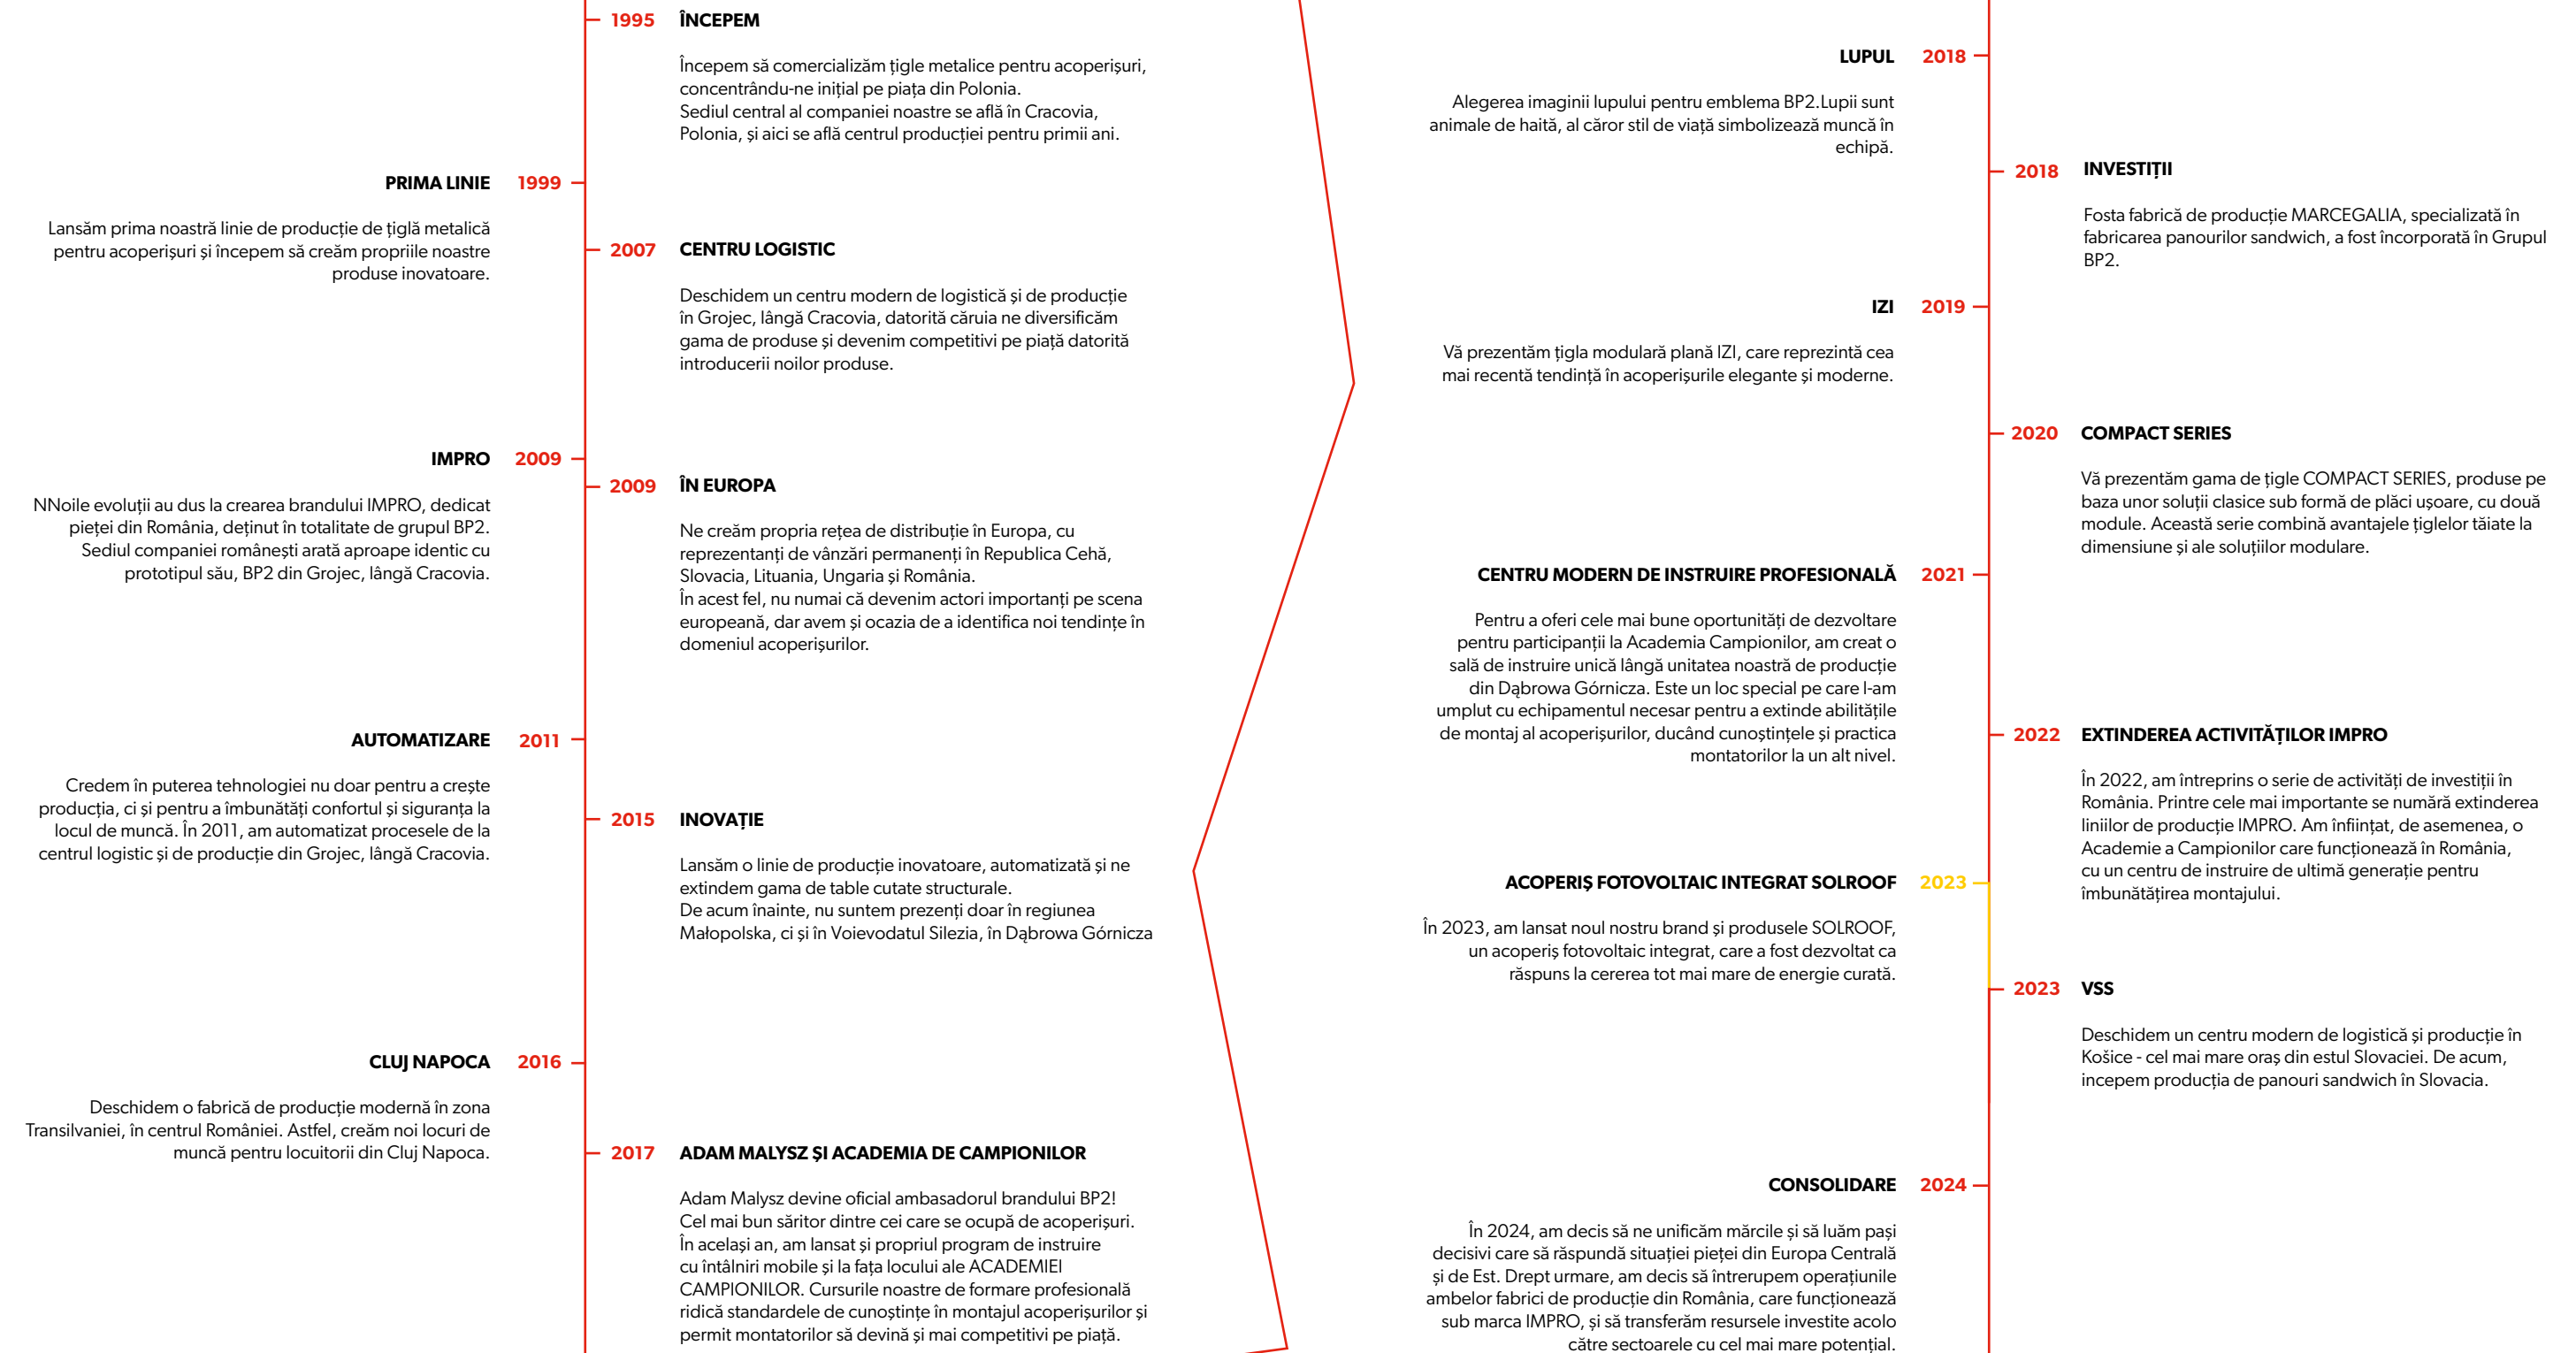 1995 ÎNCEPEM
Începem să comercializăm țigle metalice pentru acoperișuri,
concentrându-ne inițial pe piața din Polonia.
Sediul central al companiei noastre se află în Cracovia,
Polonia, și aici se află centrul producției pentru primii ani.
PRIMA LINIE 1999
Lansăm prima noastră linie de producție de țiglă metalică
pentru acoperișuri și începem să creăm propriile noastre
produse inovatoare.
2007 CENTRU LOGISTIC
Deschidem un centru modern de logistică și de producție
în Grojec, lângă Cracovia, datorită căruia ne diversificăm
gama de produse și devenim competitivi pe piață datorită
introducerii noilor produse.
IMPRO 2009
NNoile evoluții au dus la crearea brandului IMPRO, dedicat
pieței din România, deținut în totalitate de grupul BP2.
Sediul companiei românești arată aproape identic cu
prototipul său, BP2 din Grojec, lângă Cracovia.
2009 ÎN EUROPA
Ne creăm propria rețea de distribuție în Europa, cu
reprezentanți de vânzări permanenți în Republica Cehă,
Slovacia, Lituania, Ungaria și România.
În acest fel, nu numai că devenim actori importanți pe scena
europeană, dar avem și ocazia de a identifica noi tendințe în
domeniul acoperișurilor.
AUTOMATIZARE 2011
Credem în puterea tehnologiei nu doar pentru a crește
producția, ci și pentru a îmbunătăți confortul și siguranța la
locul de muncă. În 2011, am automatizat procesele de la
centrul logistic și de producție din Grojec, lângă Cracovia.
2015 INOVAȚIE
Lansăm o linie de producție inovatoare, automatizată și ne
extindem gama de table cutate structurale.
De acum înainte, nu suntem prezenți doar în regiunea
Małopolska, ci și în Voievodatul Silezia, în Dąbrowa Górnicza
CLUJ NAPOCA 2016
Deschidem o fabrică de producție modernă în zona
Transilvaniei, în centrul României. Astfel, creăm noi locuri de
muncă pentru locuitorii din Cluj Napoca.
2017 ADAM MALYSZ ȘI ACADEMIA DE CAMPIONILOR
Adam Malysz devine oficial ambasadorul brandului BP2!
Cel mai bun săritor dintre cei care se ocupă de acoperișuri.
În același an, am lansat și propriul program de instruire
cu întâlniri mobile și la fața locului ale ACADEMIEI
CAMPIONILOR. Cursurile noastre de formare profesională
ridică standardele de cunoștințe în montajul acoperișurilor și
permit montatorilor să devină și mai competitivi pe piață.
LUPUL 2018
Alegerea imaginii lupului pentru emblema BP2.Lupii sunt
animale de haită, al căror stil de viață simbolizează muncă în
echipă.
2018 INVESTIȚII
Fosta fabrică de producție MARCEGALIA, specializată în
fabricarea panourilor sandwich, a fost încorporată în Grupul
BP2.
IZI 2019
Vă prezentăm țigla modulară plană IZI, care reprezintă cea
mai recentă tendință în acoperișurile elegante și moderne.
2020 COMPACT SERIES
Vă prezentăm gama de țigle COMPACT SERIES, produse pe
baza unor soluții clasice sub formă de plăci ușoare, cu două
module. Această serie combină avantajele țiglelor tăiate la
dimensiune și ale soluțiilor modulare.
CENTRU MODERN DE INSTRUIRE PROFESIONALĂ 2021
Pentru a oferi cele mai bune oportunități de dezvoltare
pentru participanții la Academia Campionilor, am creat o
sală de instruire unică lângă unitatea noastră de producție
din Dąbrowa Górnicza. Este un loc special pe care l-am
umplut cu echipamentul necesar pentru a extinde abilitățile
de montaj al acoperișurilor, ducând cunoștințele și practica
montatorilor la un alt nivel.
2022 EXTINDEREA ACTIVITĂȚILOR IMPRO
În 2022, am întreprins o serie de activități de investiții în
România. Printre cele mai importante se numără extinderea
liniilor de producție IMPRO. Am înființat, de asemenea, o
Academie a Campionilor care funcționează în România,
cu un centru de instruire de ultimă generație pentru
îmbunătățirea montajului.
ACOPERIȘ FOTOVOLTAIC INTEGRAT SOLROOF 2023
În 2023, am lansat noul nostru brand și produsele SOLROOF,
un acoperiș fotovoltaic integrat, care a fost dezvoltat ca
răspuns la cererea tot mai mare de energie curată.
2023 VSS
Deschidem un centru modern de logistică și producție în
Košice - cel mai mare oraș din estul Slovaciei. De acum,
incepem producția de panouri sandwich în Slovacia.
CONSOLIDARE 2024
În 2024, am decis să ne unificăm mărcile și să luăm pași
decisivi care să răspundă situației pieței din Europa Centrală
și de Est. Drept urmare, am decis să întrerupem operațiunile
ambelor fabrici de producție din România, care funcționează
sub marca IMPRO, și să transferăm resursele investite acolo
către sectoarele cu cel mai mare potențial.